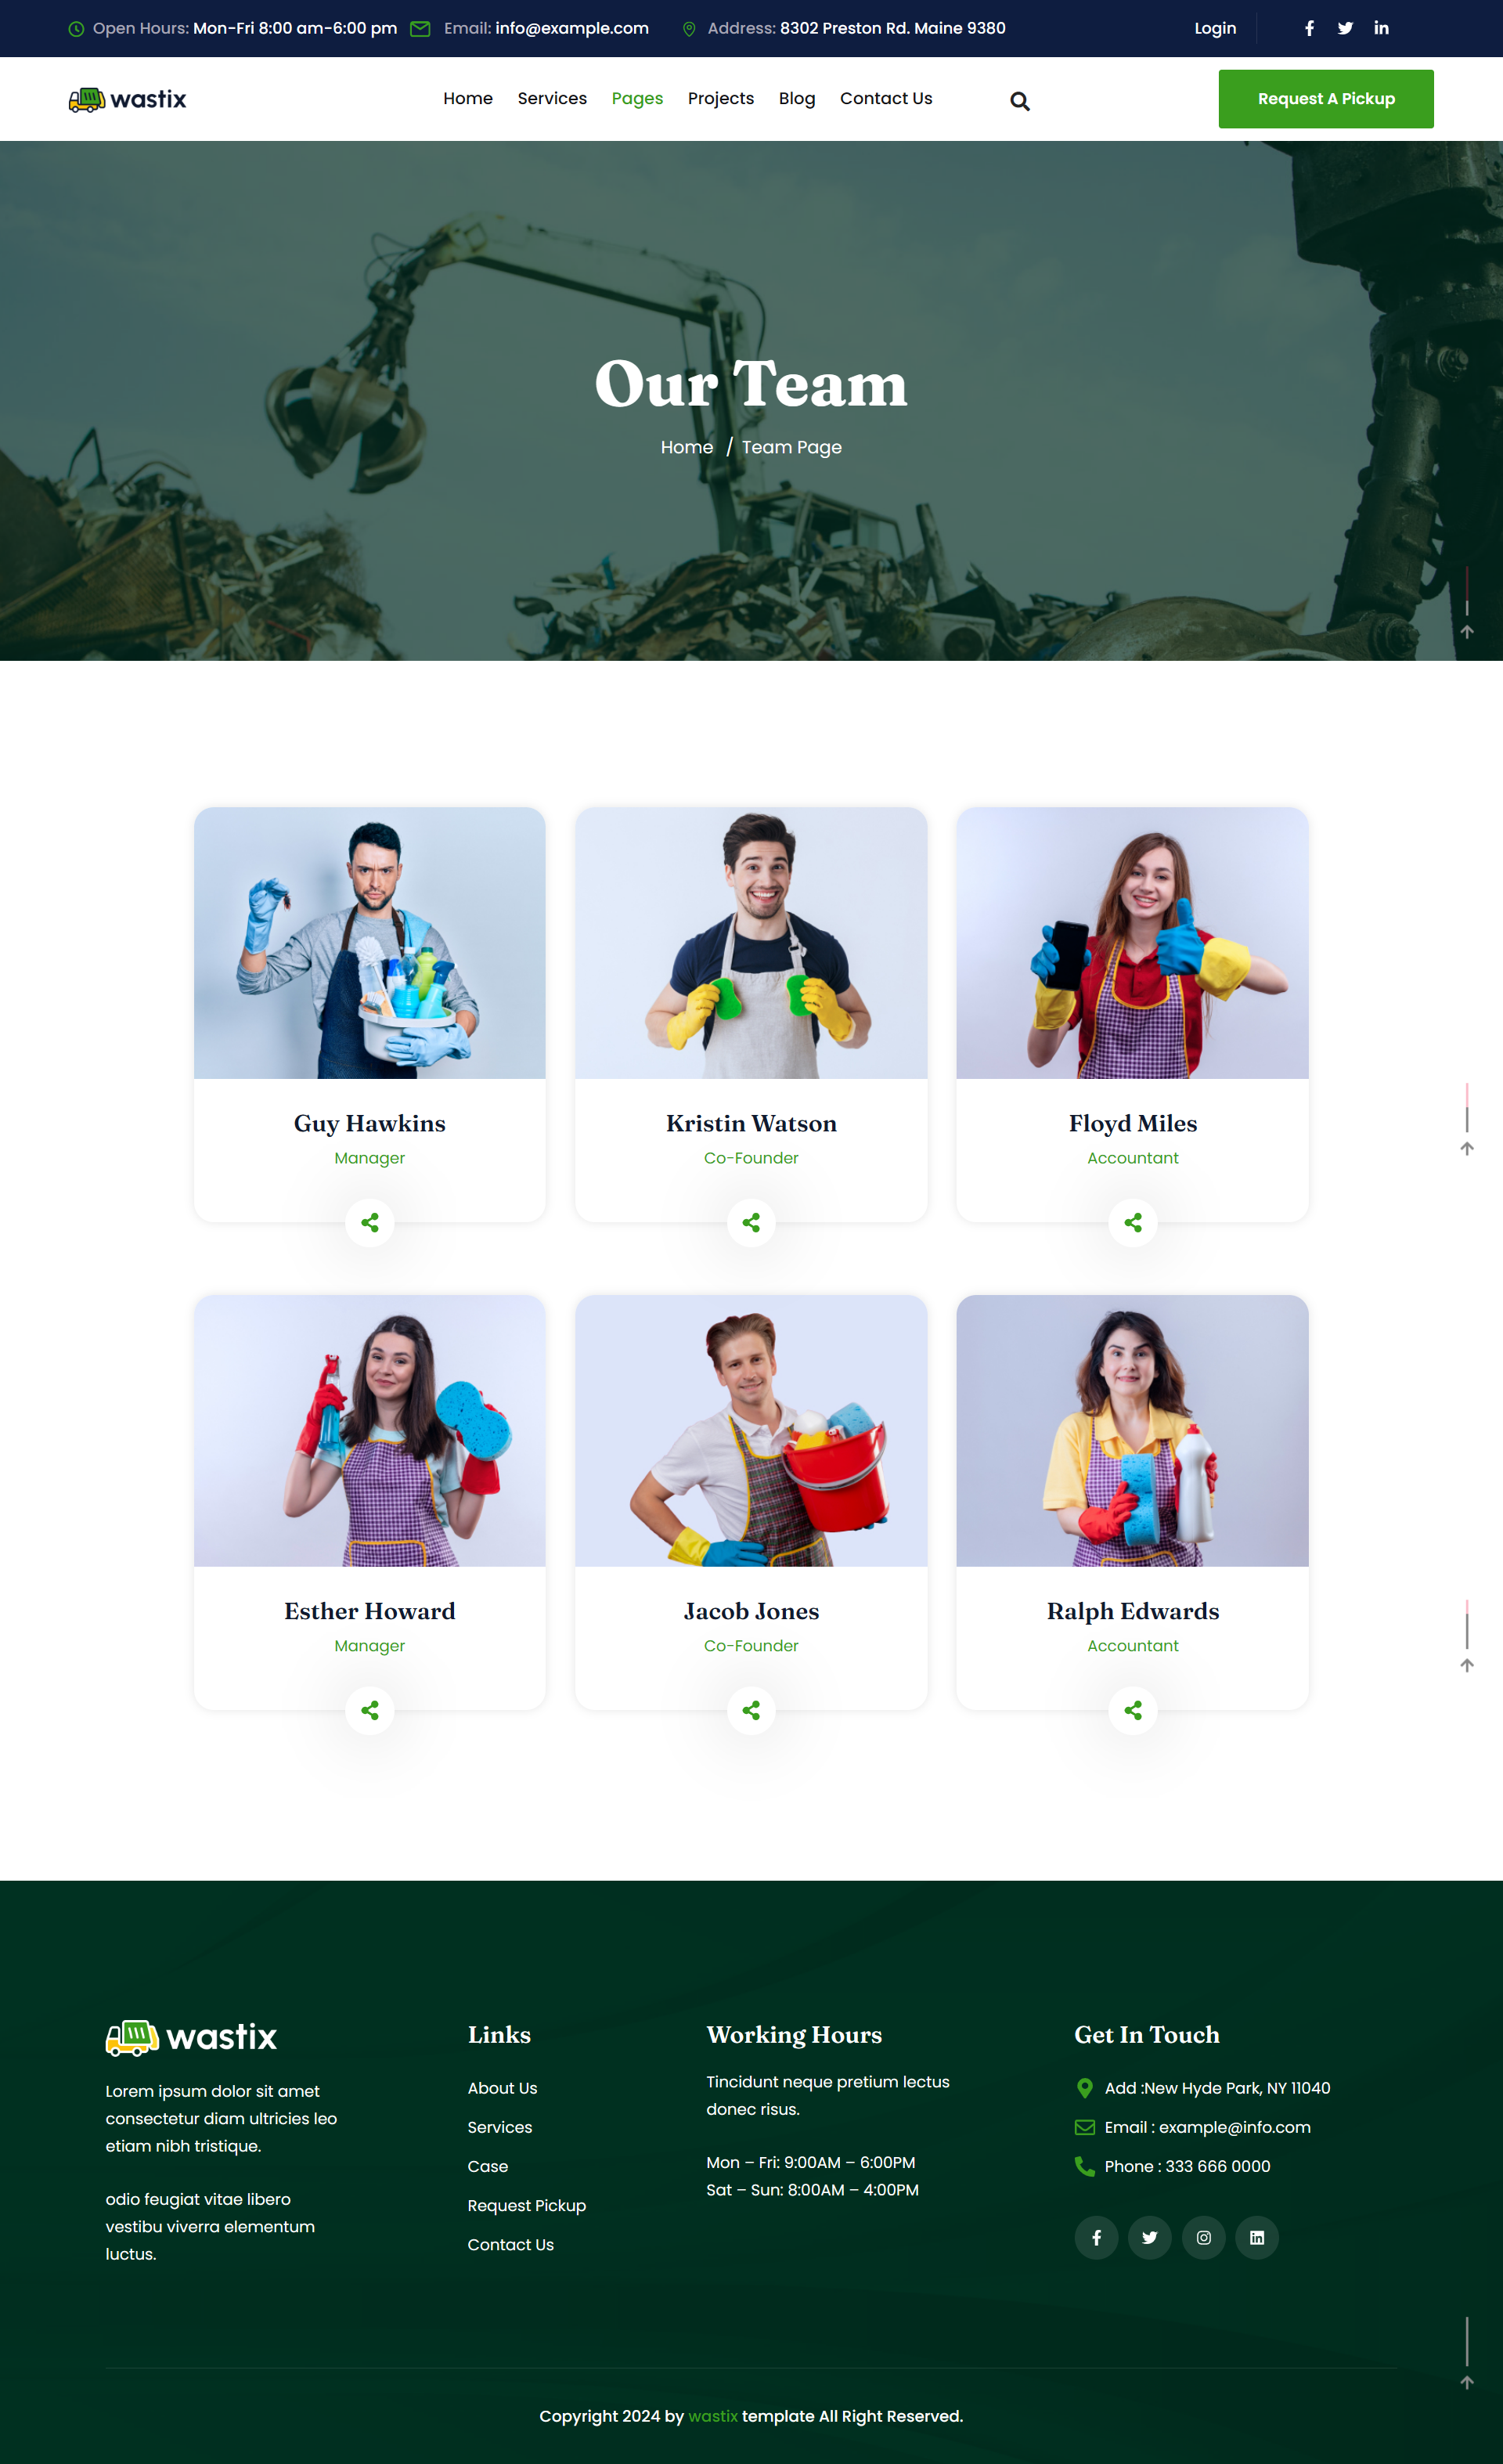 Open Hours: Mon-Fri 8:00 am-6:00 pm Email: info@example.com Address: 8302 Preston Rd. Maine 9380 Login
wastix Home Services Pages Projects Blog Contact Us Request A Pickup
Our Team
Home / Team Page
Guy Hawkins
Manager
Kristin Watson
Co-Founder
Floyd Miles
Accountant
Esther Howard
Manager
Jacob Jones
Co-Founder
Ralph Edwards
Accountant
wastix
Lorem ipsum dolor sit amet
consectetur diam ultricies leo
etiam nibh tristique.
odio feugiat vitae libero
vestibu viverra elementum
luctus.
Links
About Us
Services
Case
Request Pickup
Contact Us
Working Hours
Tincidunt neque pretium lectus
donec risus.
Mon – Fri: 9:00AM – 6:00PM
Sat – Sun: 8:00AM – 4:00PM
Get In Touch
Add :New Hyde Park, NY 11040
Email : example@info.com
Phone : 333 666 0000
Copyright 2024 by wastix template All Right Reserved.